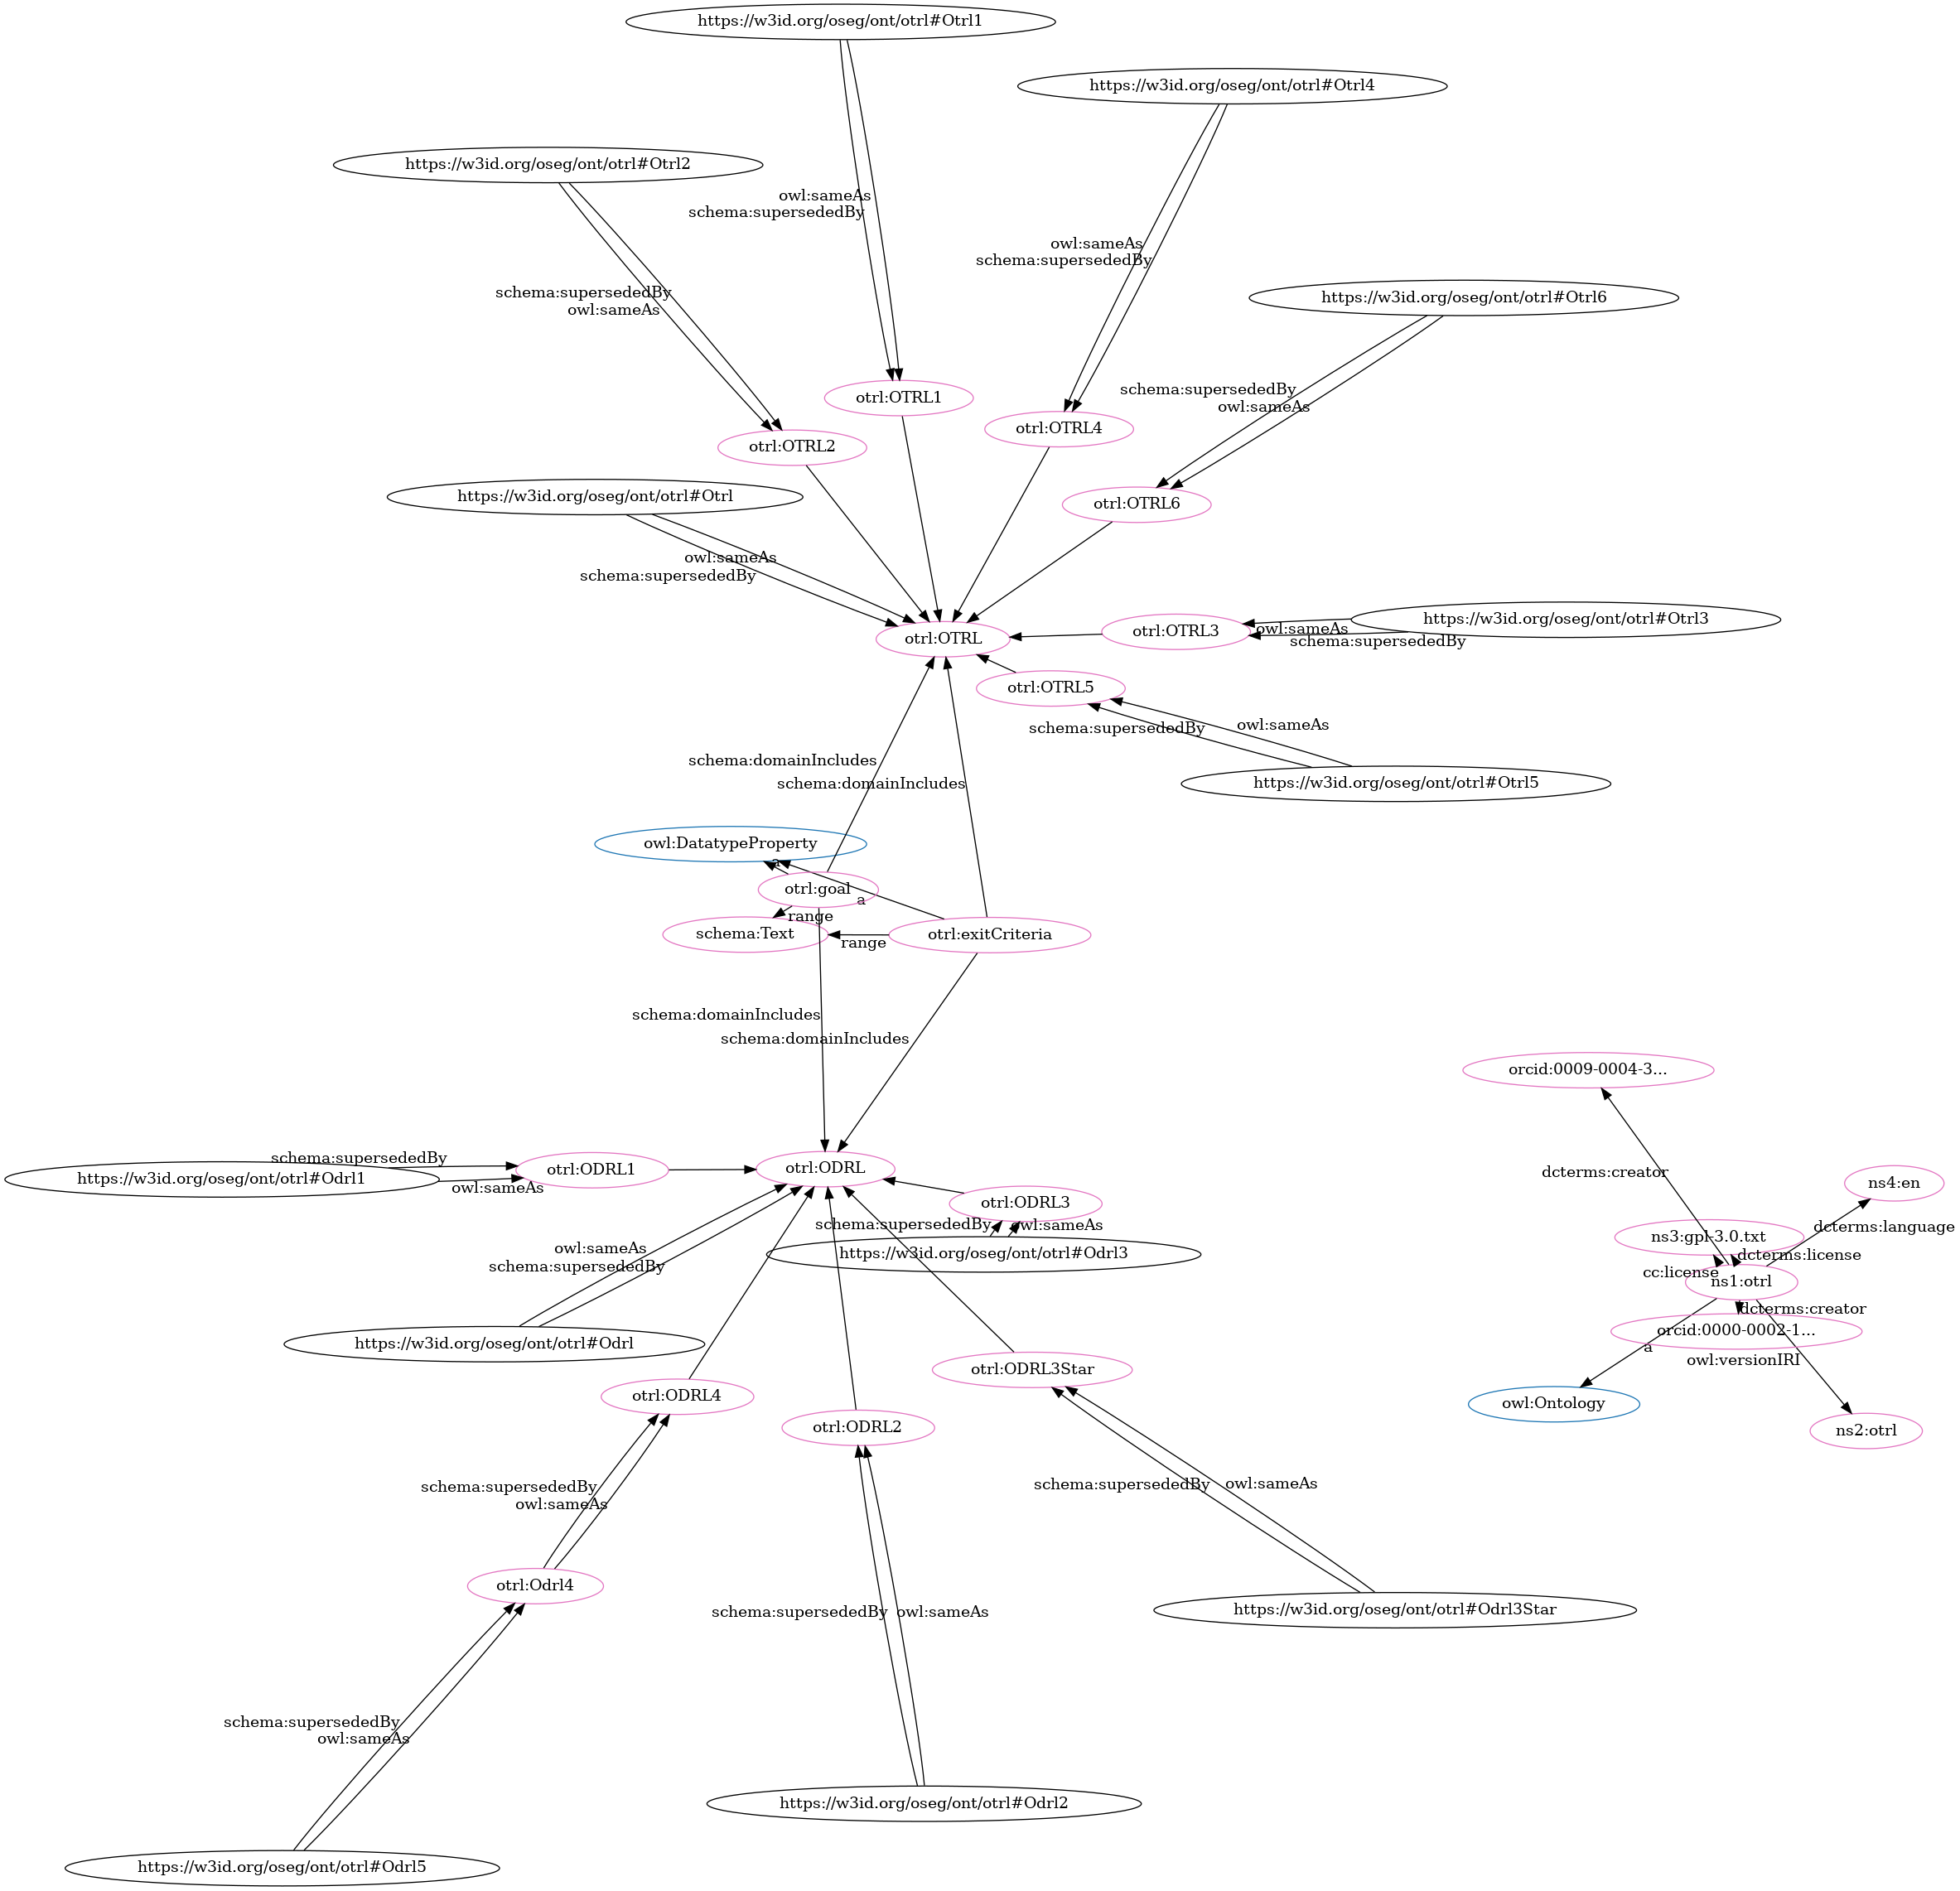 https://w3id.org/oseg/ont/otrl#Otrl1
https://w3id.org/oseg/ont/otrl#Otrl4
https://w3id.org/oseg/ont/otrl#Otrl2
owl:sameAs
schema:supersededBy
owl:sameAs
schema:supersededBy
schema:supersededBy
owl:sameAs
https://w3id.org/oseg/ont/otrl#Otrl6
schema:supersededBy
owl:sameAs
otrl:OTRL1
otrl:OTRL4
otrl:OTRL2
https://w3id.org/oseg/ont/otrl#Otrl
otrl:OTRL6
owl:sameAs
schema:supersededBy
otrl:OTRL
otrl:OTRL3
owl:sameAs
schema:supersededBy
https://w3id.org/oseg/ont/otrl#Otrl3
otrl:OTRL5
schema:supersededBy
owl:sameAs
schema:domainIncludes
schema:domainIncludes
https://w3id.org/oseg/ont/otrl#Otrl5
owl:DatatypeProperty
a
otrl:goal
a
range
schema:Text
range
otrl:exitCriteria
schema:domainIncludes
schema:domainIncludes
orcid:0009-0004-3...
schema:supersededBy
https://w3id.org/oseg/ont/otrl#Odrl1
owl:sameAs
otrl:ODRL1
otrl:ODRL
dcterms:creator
ns4:en
otrl:ODRL3
schema:supersededBy
owl:sameAs
dcterms:language
ns3:gpl-3.0.txt
owl:sameAs
schema:supersededBy
https://w3id.org/oseg/ont/otrl#Odrl3
dcterms:license
cc:license
ns1:otrl
dcterms:creator
https://w3id.org/oseg/ont/otrl#Odrl
orcid:0000-0002-1...
a
owl:versionIRI
otrl:ODRL3Star
otrl:ODRL4
owl:Ontology
otrl:ODRL2
ns2:otrl
schema:supersededBy
owl:sameAs
schema:supersededBy
owl:sameAs
otrl:Odrl4
schema:supersededBy
owl:sameAs
https://w3id.org/oseg/ont/otrl#Odrl3Star
schema:supersededBy
owl:sameAs
https://w3id.org/oseg/ont/otrl#Odrl2
https://w3id.org/oseg/ont/otrl#Odrl5